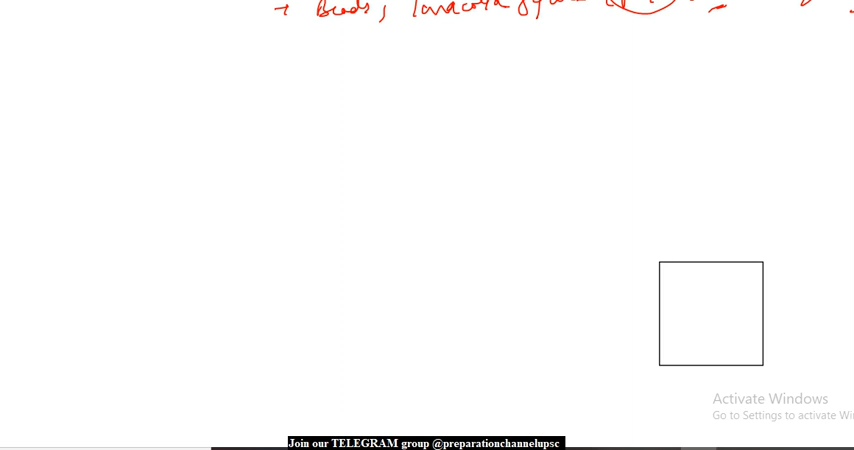 → Beads, Terracotta
Activate Windows
Go to Settings to activate Wi
Join our TELEGRAM group @preparationchannelupsc